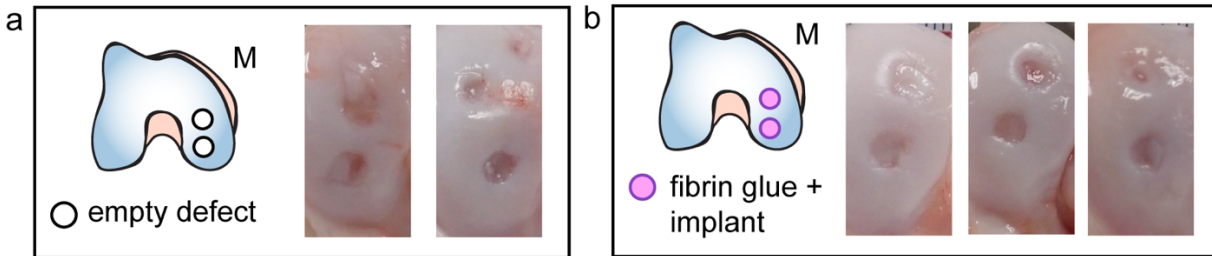 a
M
empty defect
b
M
fibrin glue +
implant